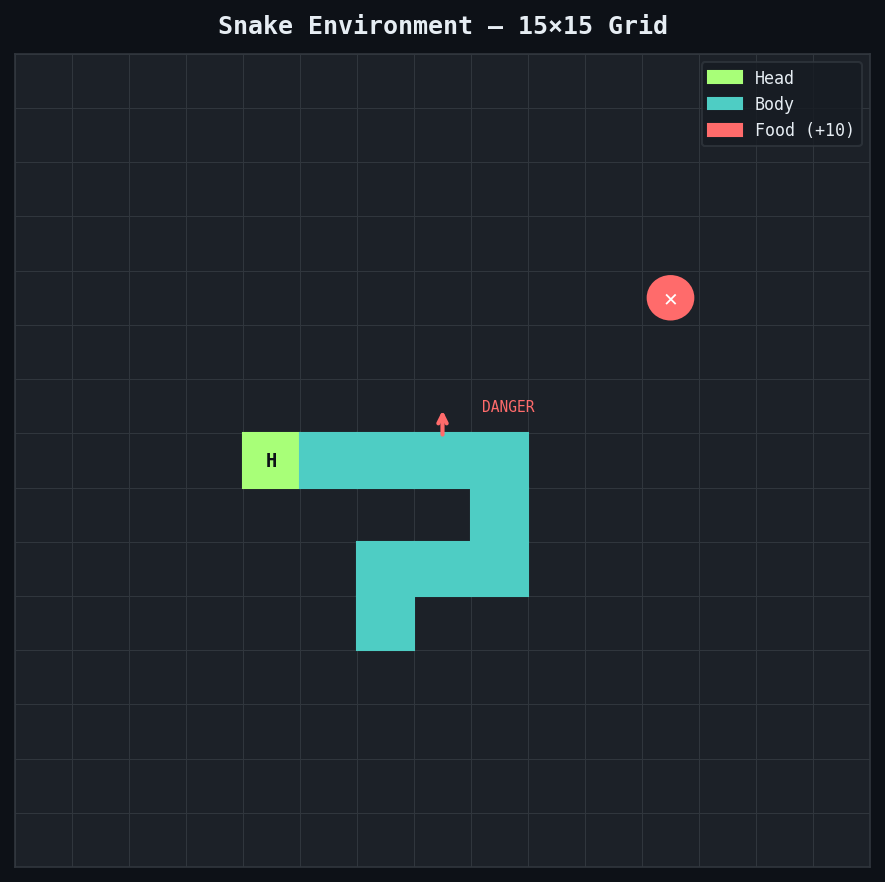 Snake Environment — 15×15 Grid
Head
Body
Food (+10)
×
DANGER
H